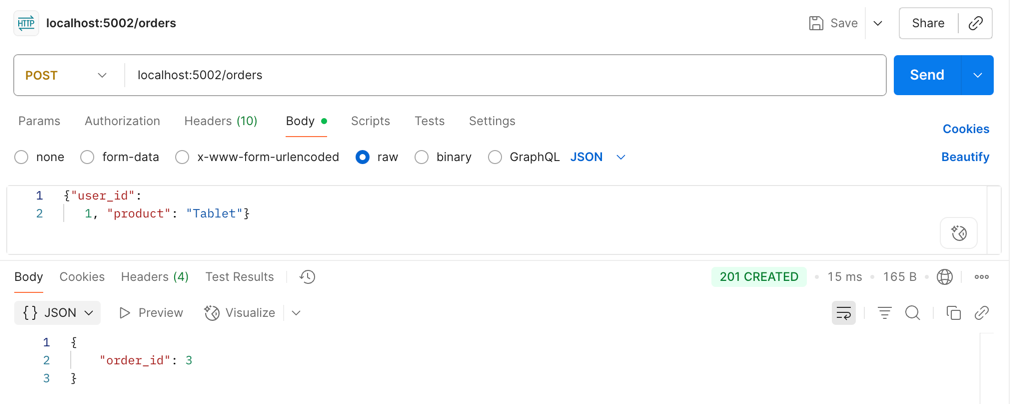 HTTP localhost:5002/orders Save Share
POST localhost:5002/orders Send
Params Authorization Headers (10) Body Scripts Tests Settings Cookies
none form-data x-www-form-urlencoded raw binary GraphQL JSON Beautify
1 {"user_id":
2 1, "product": "Tablet"}
Body Cookies Headers (4) Test Results 201 CREATED 15 ms 165 B
{} JSON Preview Visualize
1 {
2 "order_id": 3
3 }